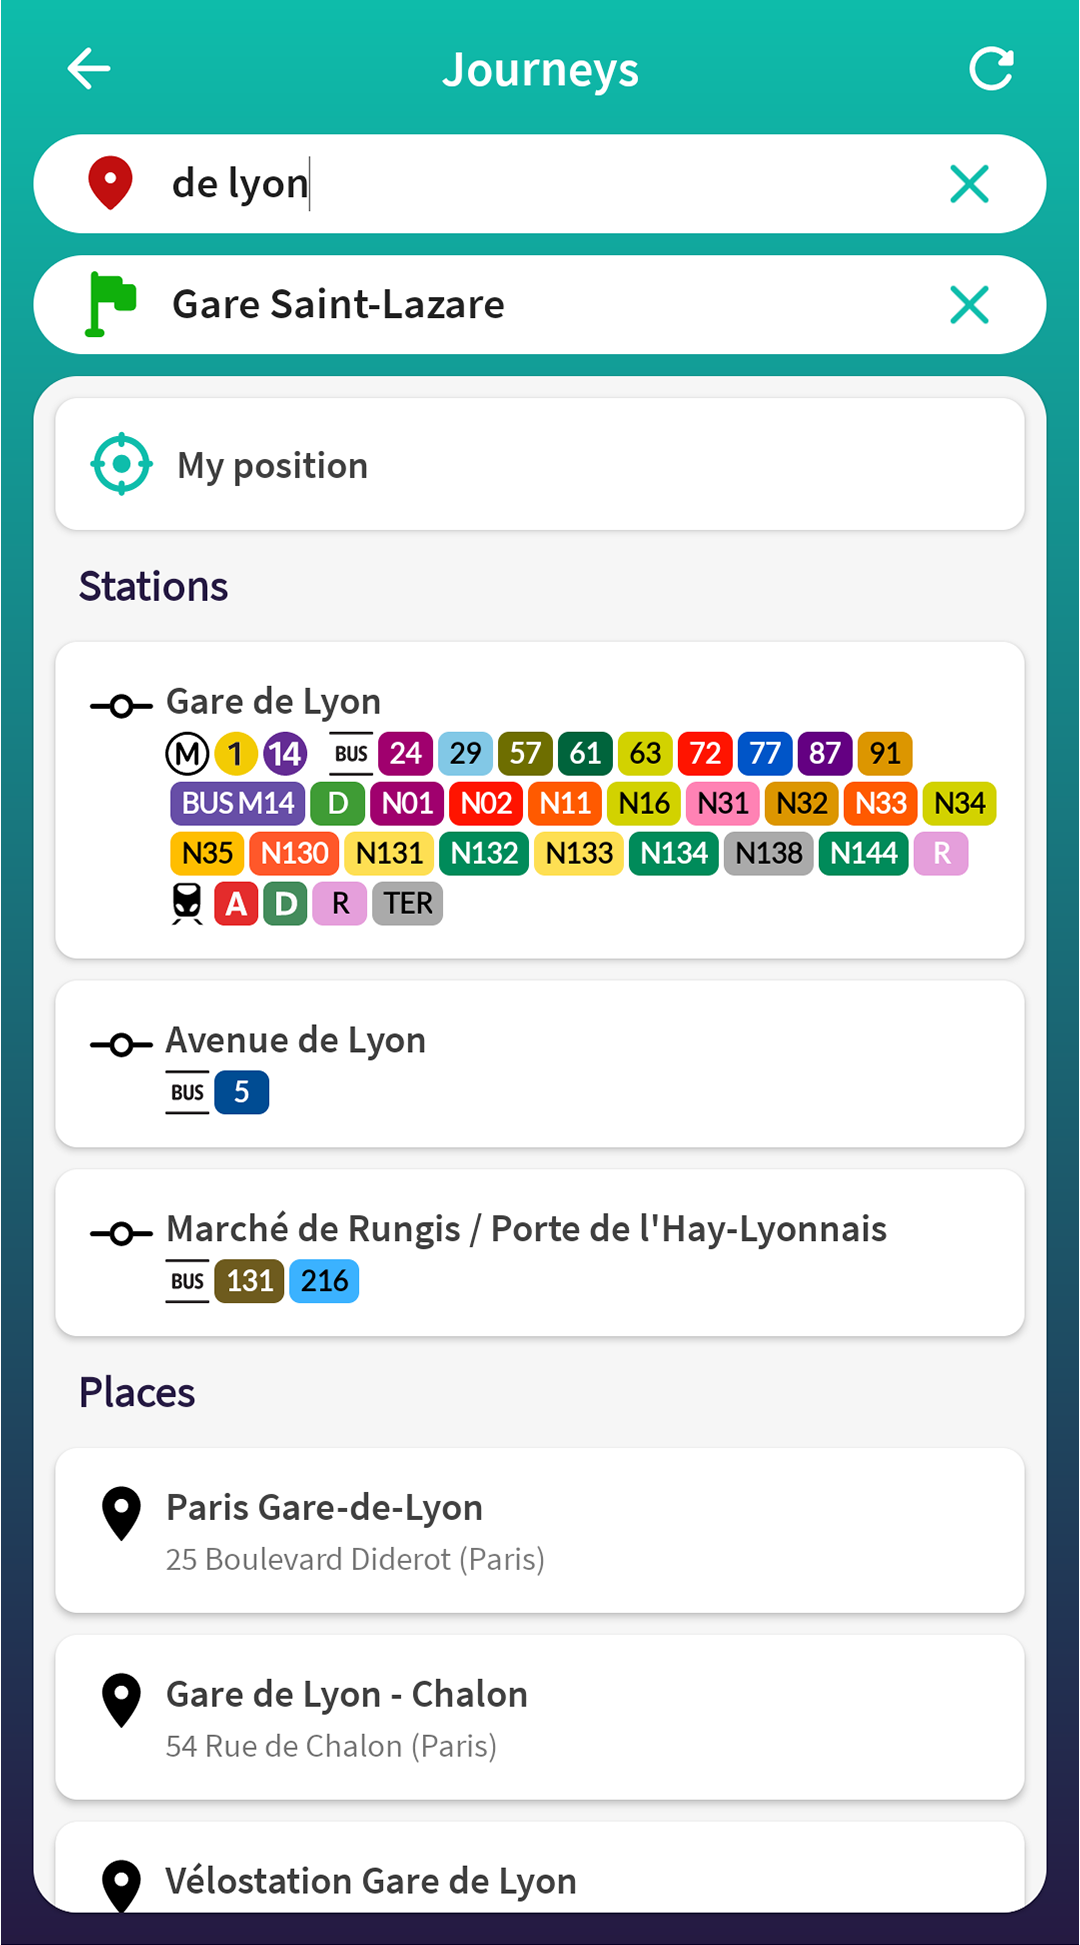 Journeys
de lyon
Gare Saint-Lazare
My position
Stations
Gare de Lyon
M 1 14 BUS 24 29 57 61 63 72 77 87 91
BUS M14 D N01 N02 N11 N16 N31 N32 N33 N34
N35 N130 N131 N132 N133 N134 N138 N144 R
A D R TER
Avenue de Lyon
BUS 5
Marché de Rungis / Porte de l'Hay-Lyonnais
BUS 131 216
Places
Paris Gare-de-Lyon
25 Boulevard Diderot (Paris)
Gare de Lyon - Chalon
54 Rue de Chalon (Paris)
Vélostation Gare de Lyon